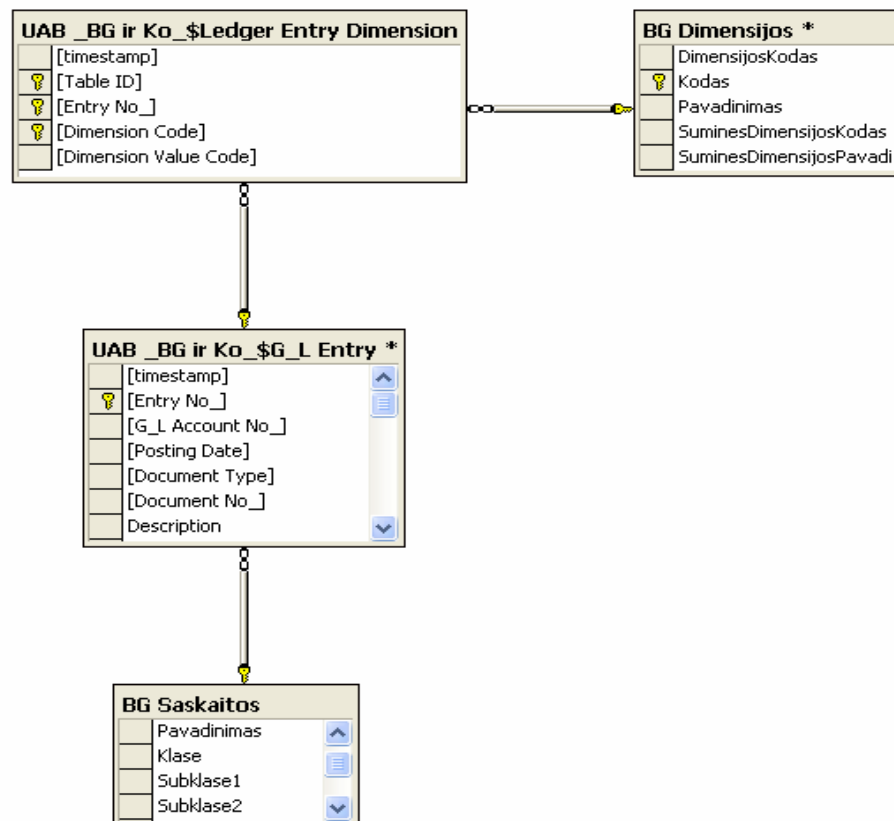 UAB _BG ir Ko_$Ledger Entry Dimension
[timestamp]
[Table ID]
[Entry No_]
[Dimension Code]
[Dimension Value Code]
BG Dimensijos *
DimensijosKodas
Kodas
Pavadinimas
SuminesDimensijosKodas
SuminesDimensijosPavadi
UAB _BG ir Ko_$G_L Entry *
[timestamp]
[Entry No_]
[G_L Account No_]
[Posting Date]
[Document Type]
[Document No_]
Description
BG Saskaitos
Pavadinimas
Klase
Subklase1
Subklase2